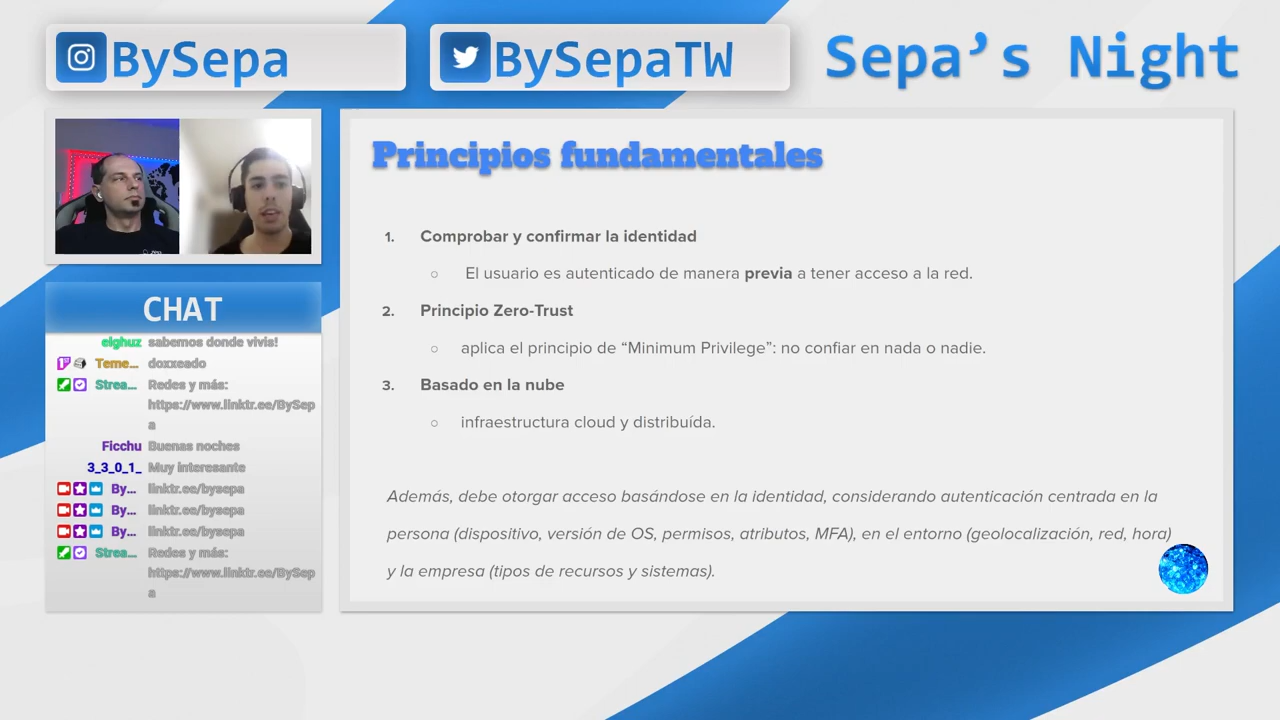 BySepa
BySepaTW
Sepa’s Night
CHAT
eighuz sabemos donde vivis!
Teme... doxxeado
Strea... Redes y más:
https://www.linktr.ee/BySep
a
Ficchu Buenas noches
3_3_0_1_ Muy interesante
By... linktr.ee/bysepa
By... linktr.ee/bysepa
By... linktr.ee/bysepa
Strea... Redes y más:
https://www.linktr.ee/BySep
a
Principios fundamentales
1. Comprobar y confirmar la identidad
○ El usuario es autenticado de manera previa a tener acceso a la red.
2. Principio Zero-Trust
○ aplica el principio de “Minimum Privilege”: no confiar en nada o nadie.
3. Basado en la nube
○ infraestructura cloud y distribuída.
Además, debe otorgar acceso basándose en la identidad, considerando autenticación centrada en la
persona (dispositivo, versión de OS, permisos, atributos, MFA), en el entorno (geolocalización, red, hora)
y la empresa (tipos de recursos y sistemas).